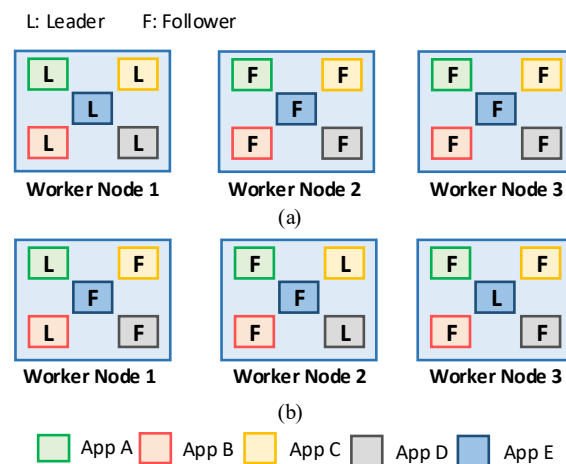 L: Leader F: Follower
L L F F F F
L F F
L L F F F F
Worker Node 1 Worker Node 2 Worker Node 3
(a)
L F F L F F
F F L
L F F L F F
Worker Node 1 Worker Node 2 Worker Node 3
(b)
App A App B App C App D App E